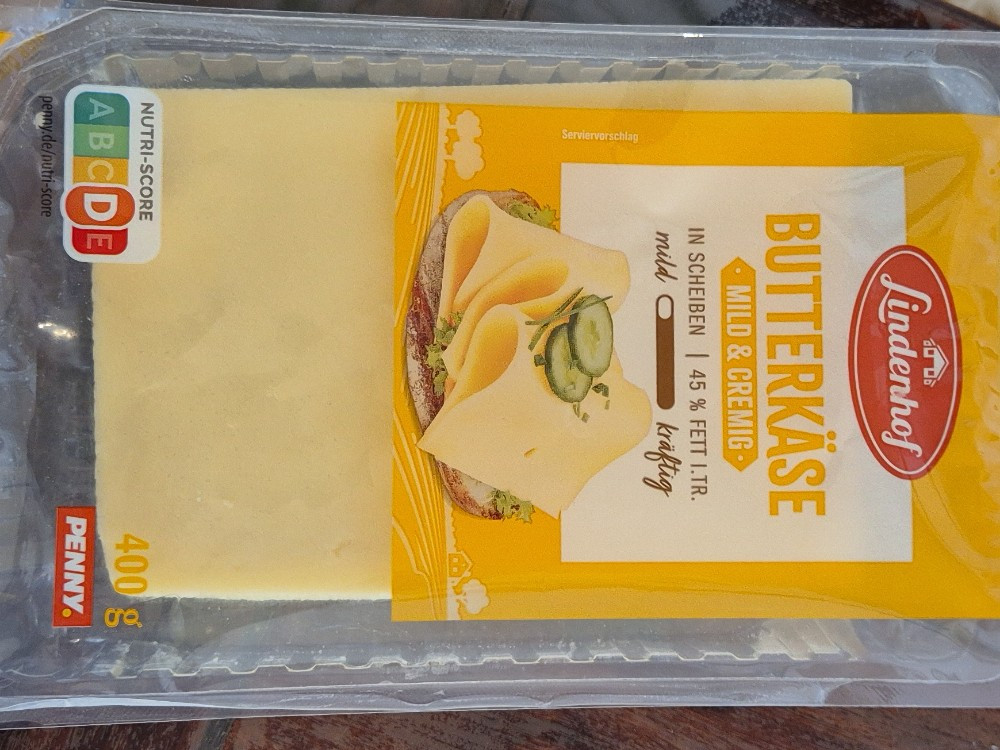 Lindenhof
BUTTERKÄSE
MILD & CREMIG
IN SCHEIBEN | 45 % FETT I.TR.
mild kräftig
Serviervorschlag
400 g
PENNY.
NUTRI-SCORE
A B C D E
penny.de/nutri-score